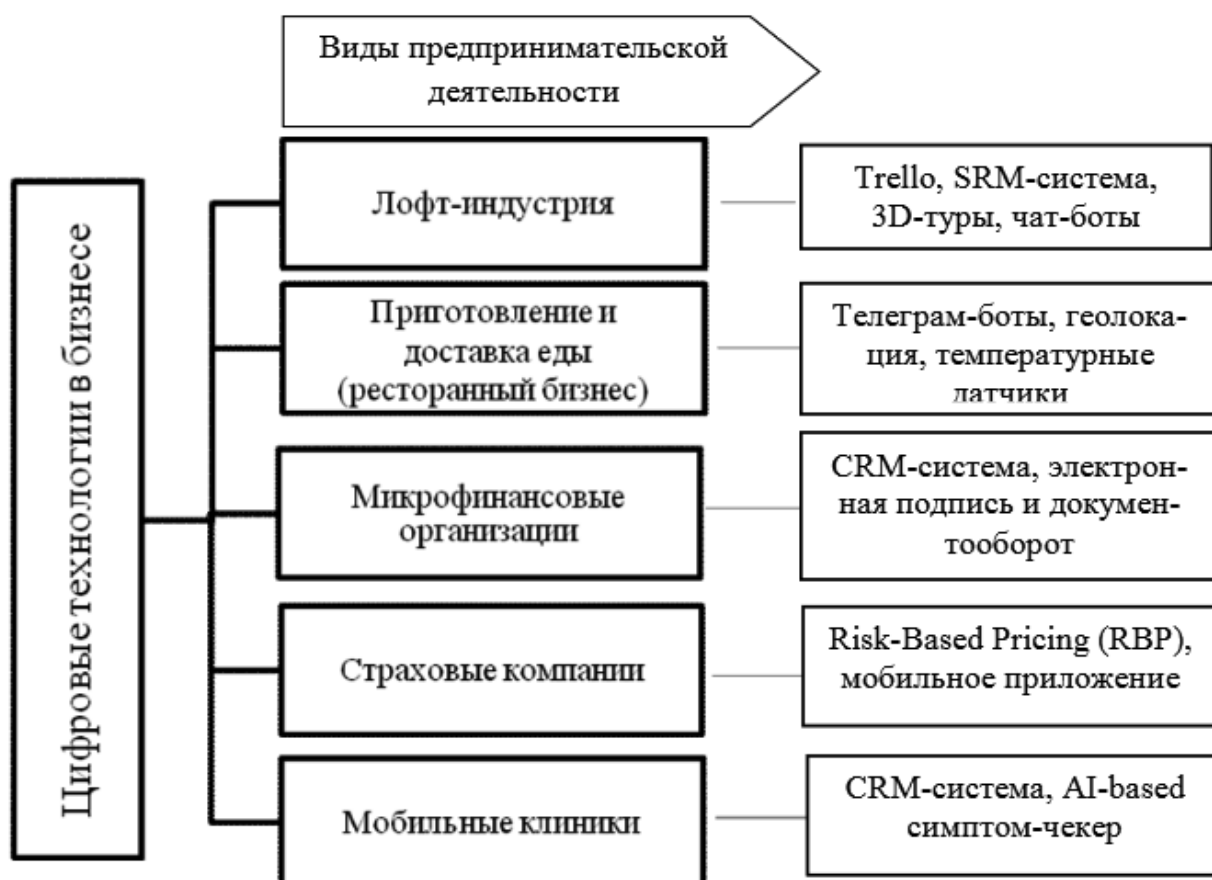 Виды предпринимательской
деятельности
Цифровые технологии в бизнесе
Лофт-индустрия
Trello, SRM-система,
3D-туры, чат-боты
Приготовление и
доставка еды
(ресторанный бизнес)
Телеграм-боты, геолока-
ция, температурные
датчики
Микрофинансовые
организации
CRM-система, электрон-
ная подпись и докумен-
тооборот
Страховые компании
Risk-Based Pricing (RBP),
мобильное приложение
Мобильные клиники
CRM-система, AI-based
симптом-чекер